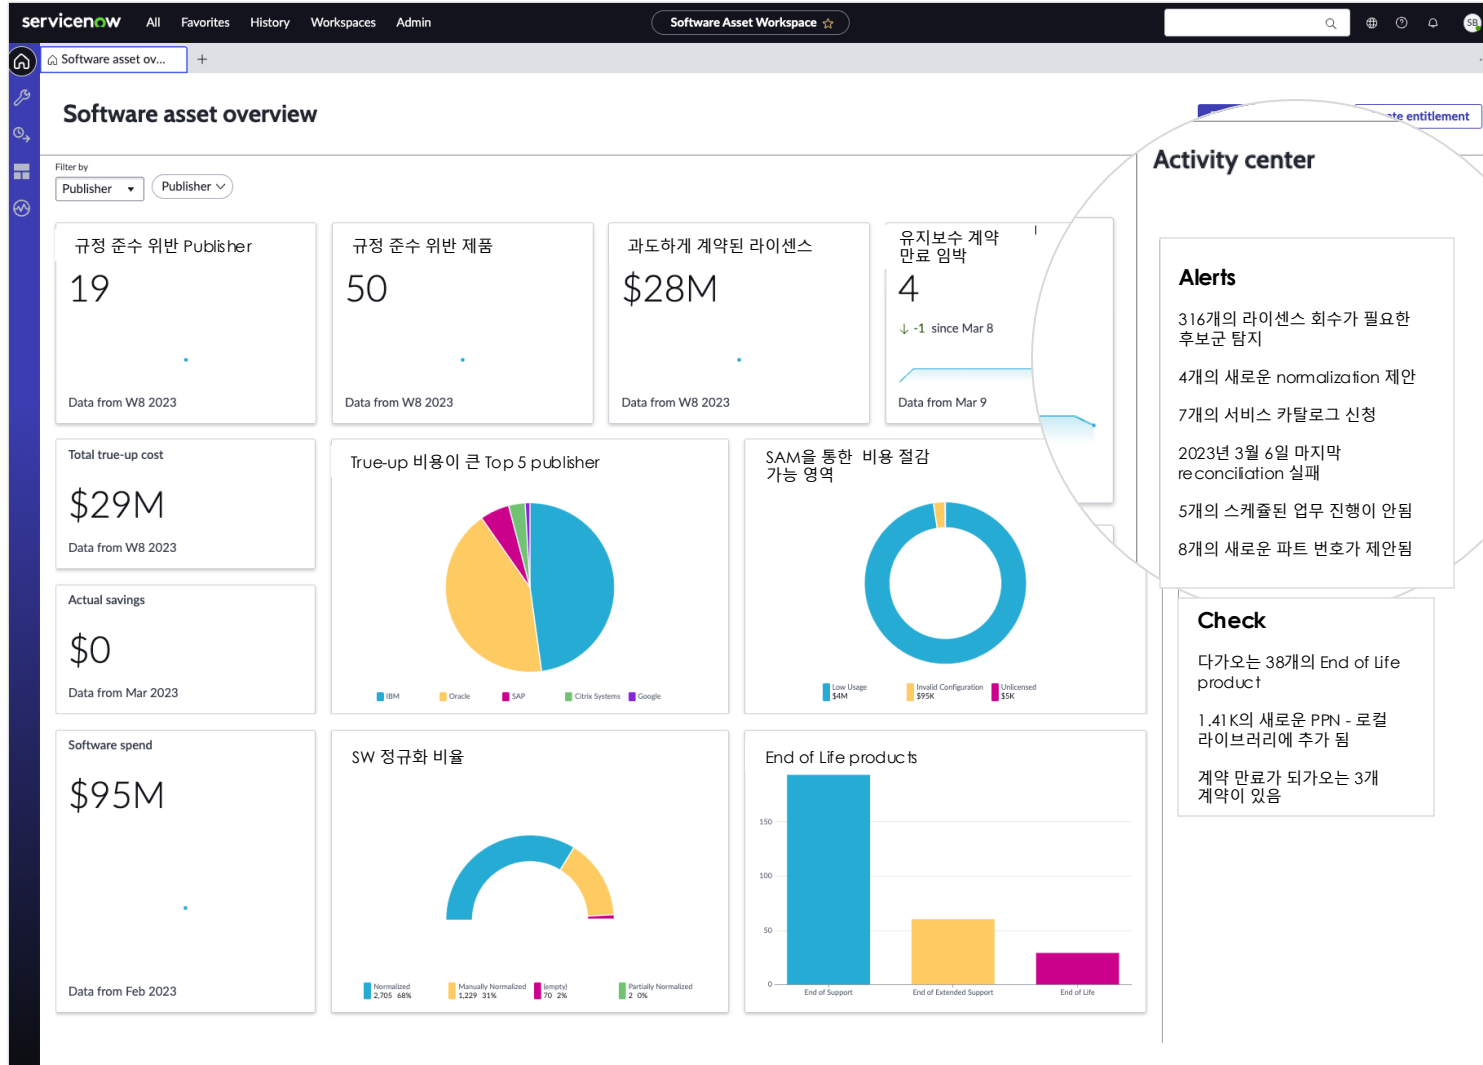 servicenow All Favorites History Workspaces Admin
Software Asset Workspace
SB
Software asset ov...
Software asset overview
entitlement
Filter by
Publisher
Publisher
규정 준수 위반 Publisher
19
Data from W8 2023
규정 준수 위반 제품
50
Data from W8 2023
과도하게 계약된 라이센스
$28M
Data from W8 2023
유지보수 계약
만료 임박
4
↓ -1 since Mar 8
Data from Mar 9
Total true-up cost
$29M
Data from W8 2023
Actual savings
$0
Data from Mar 2023
True-up 비용이 큰 Top 5 publisher
IBM
Oracle
SAP
Citrix Systems
Google
SAM을 통한 비용 절감
가능 영역
Low Usage
$4M
Invalid Configuration
$95K
Unlicensed
$5K
Software spend
$95M
Data from Feb 2023
SW 정규화 비율
Normalized
2,705 68%
Manually Normalized
1,229 31%
(empty)
70 2%
Partially Normalized
2 0%
End of Life products
150
100
50
0
End of Support
End of Extended Support
End of Life
Activity center
Alerts
316개의 라이센스 회수가 필요한
후보군 탐지
4개의 새로운 normalization 제안
7개의 서비스 카탈로그 신청
2023년 3월 6일 마지막
reconciliation 실패
5개의 스케쥴된 업무 진행이 안됨
8개의 새로운 파트 번호가 제안됨
Check
다가오는 38개의 End of Life
product
1.41K의 새로운 PPN - 로컬
라이브러리에 추가 됨
계약 만료가 되가오는 3개
계약이 있음